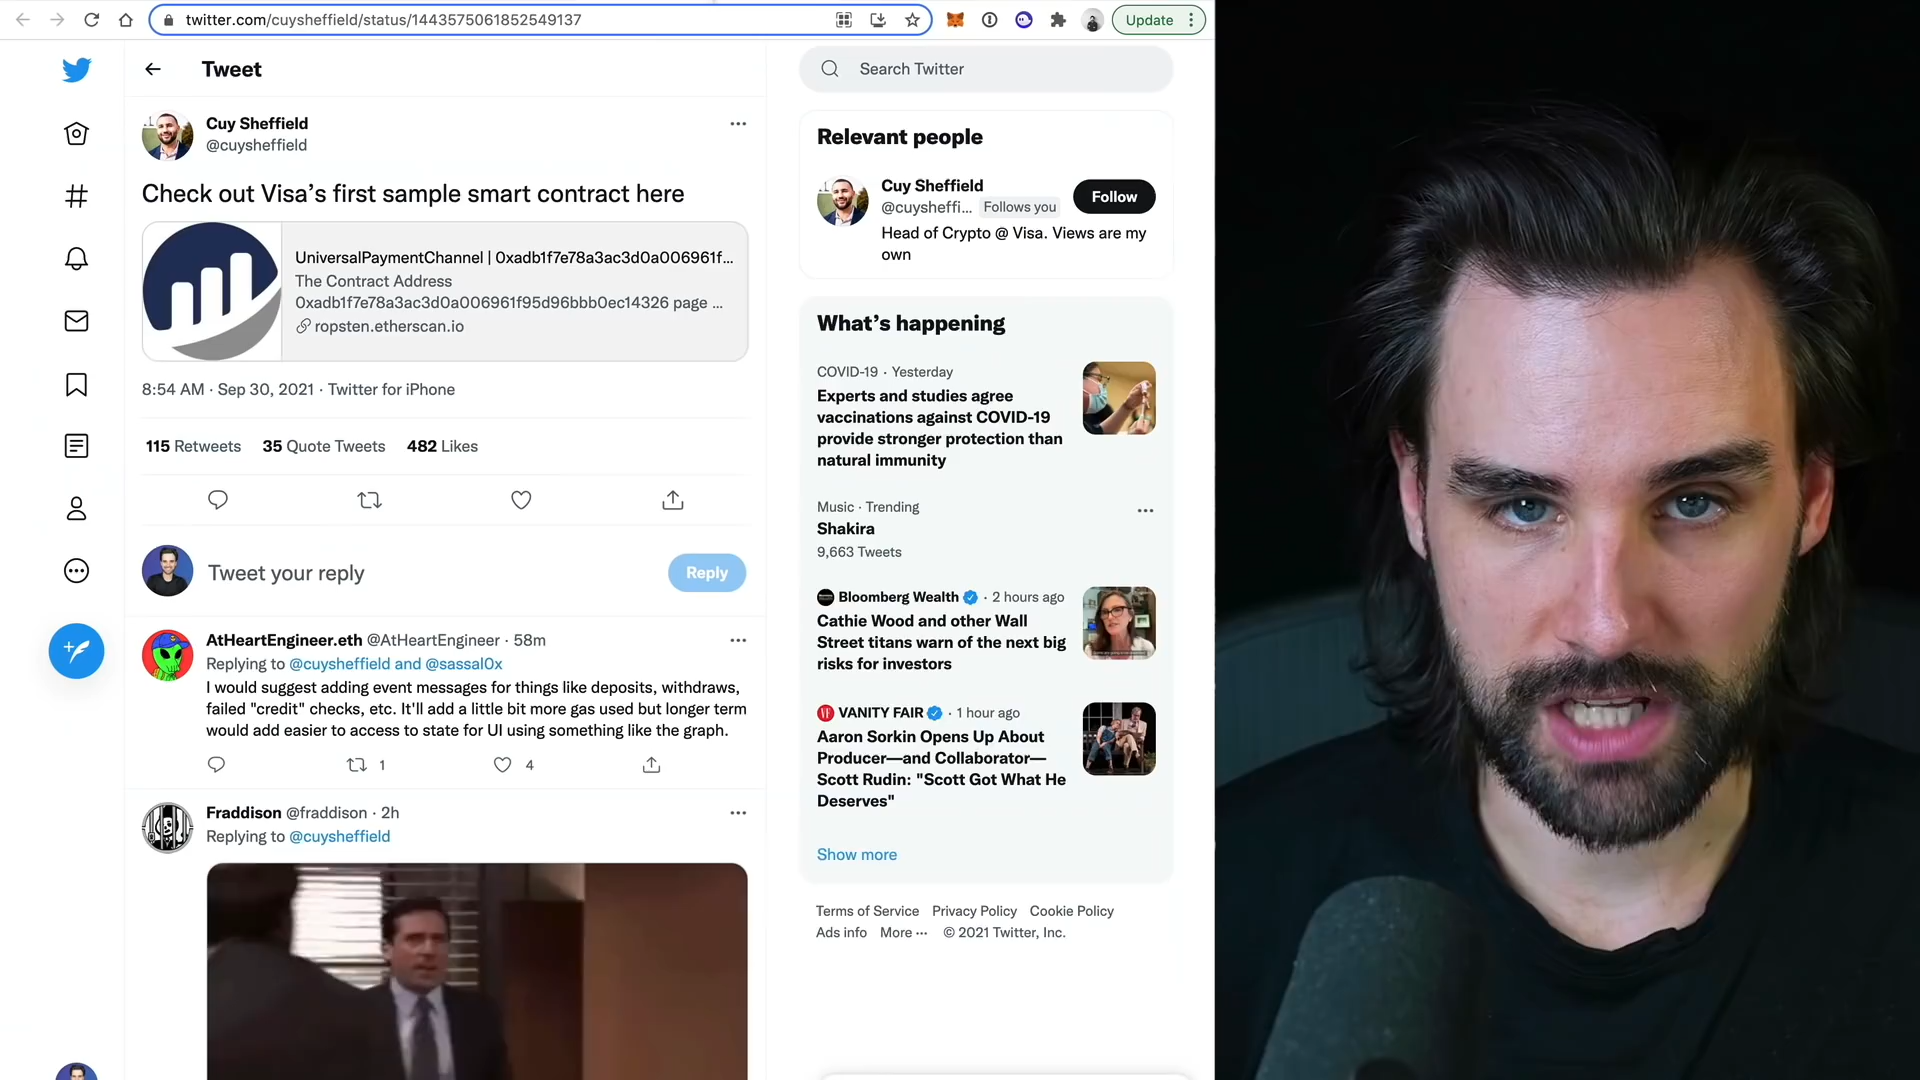 twitter.com/cuysheffield/status/1443575061852549137
Update
Tweet
Cuy Sheffield
@cuysheffield
Check out Visa's first sample smart contract here
UniversalPaymentChannel | 0xadb1f7e78a3ac3d0a006961f...
The Contract Address
0xadb1f7e78a3ac3d0a006961f95d96bbb0ec14326 page ...
ropsten.etherscan.io
8:54 AM · Sep 30, 2021 · Twitter for iPhone
115 Retweets 35 Quote Tweets 482 Likes
Tweet your reply
Reply
AtHeartEngineer.eth @AtHeartEngineer · 58m
Replying to @cuysheffield and @sassal0x
I would suggest adding event messages for things like deposits, withdraws,
failed "credit" checks, etc. It'll add a little bit more gas used but longer term
would add easier to access to state for UI using something like the graph.
1
4
Fraddison @fraddison · 2h
Replying to @cuysheffield
Search Twitter
Relevant people
Cuy Sheffield
@cuysheffi... Follows you
Follow
Head of Crypto @ Visa. Views are my
own
What's happening
COVID-19 · Yesterday
Experts and studies agree
vaccinations against COVID-19
provide stronger protection than
natural immunity
Music · Trending
Shakira
9,663 Tweets
Bloomberg Wealth · 2 hours ago
Cathie Wood and other Wall
Street titans warn of the next big
risks for investors
VF VANITY FAIR · 1 hour ago
Aaron Sorkin Opens Up About
Producer—and Collaborator—
Scott Rudin: "Scott Got What He
Deserves"
Show more
Terms of Service Privacy Policy Cookie Policy
Ads info More ··· © 2021 Twitter, Inc.